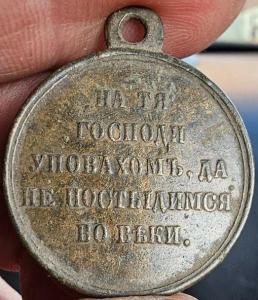 НА ТЯ
ГОСПОДИ
УПОВАХОМЪ, ДА
НЕ ПОСТЫДИМСЯ
ВО ВѢКИ.